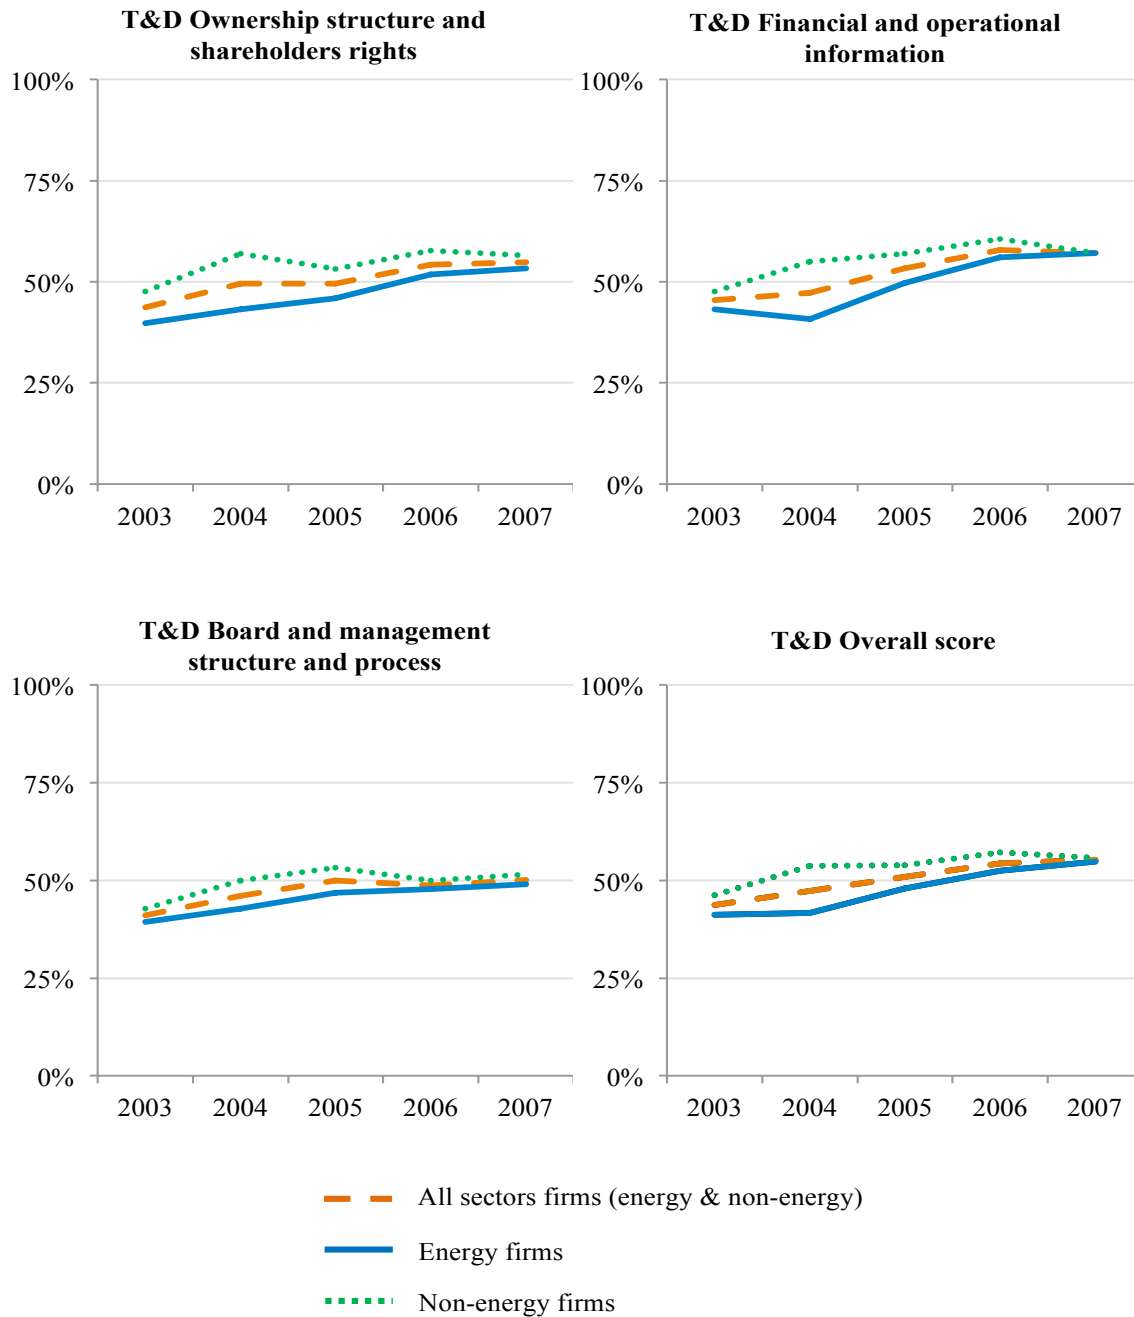 T&D Ownership structure and
shareholders rights
100%
75%
50%
25%
0%
2003 2004 2005 2006 2007
T&D Financial and operational
information
100%
75%
50%
25%
0%
2003 2004 2005 2006 2007
T&D Board and management
structure and process
100%
75%
50%
25%
0%
2003 2004 2005 2006 2007
T&D Overall score
100%
75%
50%
25%
0%
2003 2004 2005 2006 2007
All sectors firms (energy & non-energy)
Energy firms
Non-energy firms